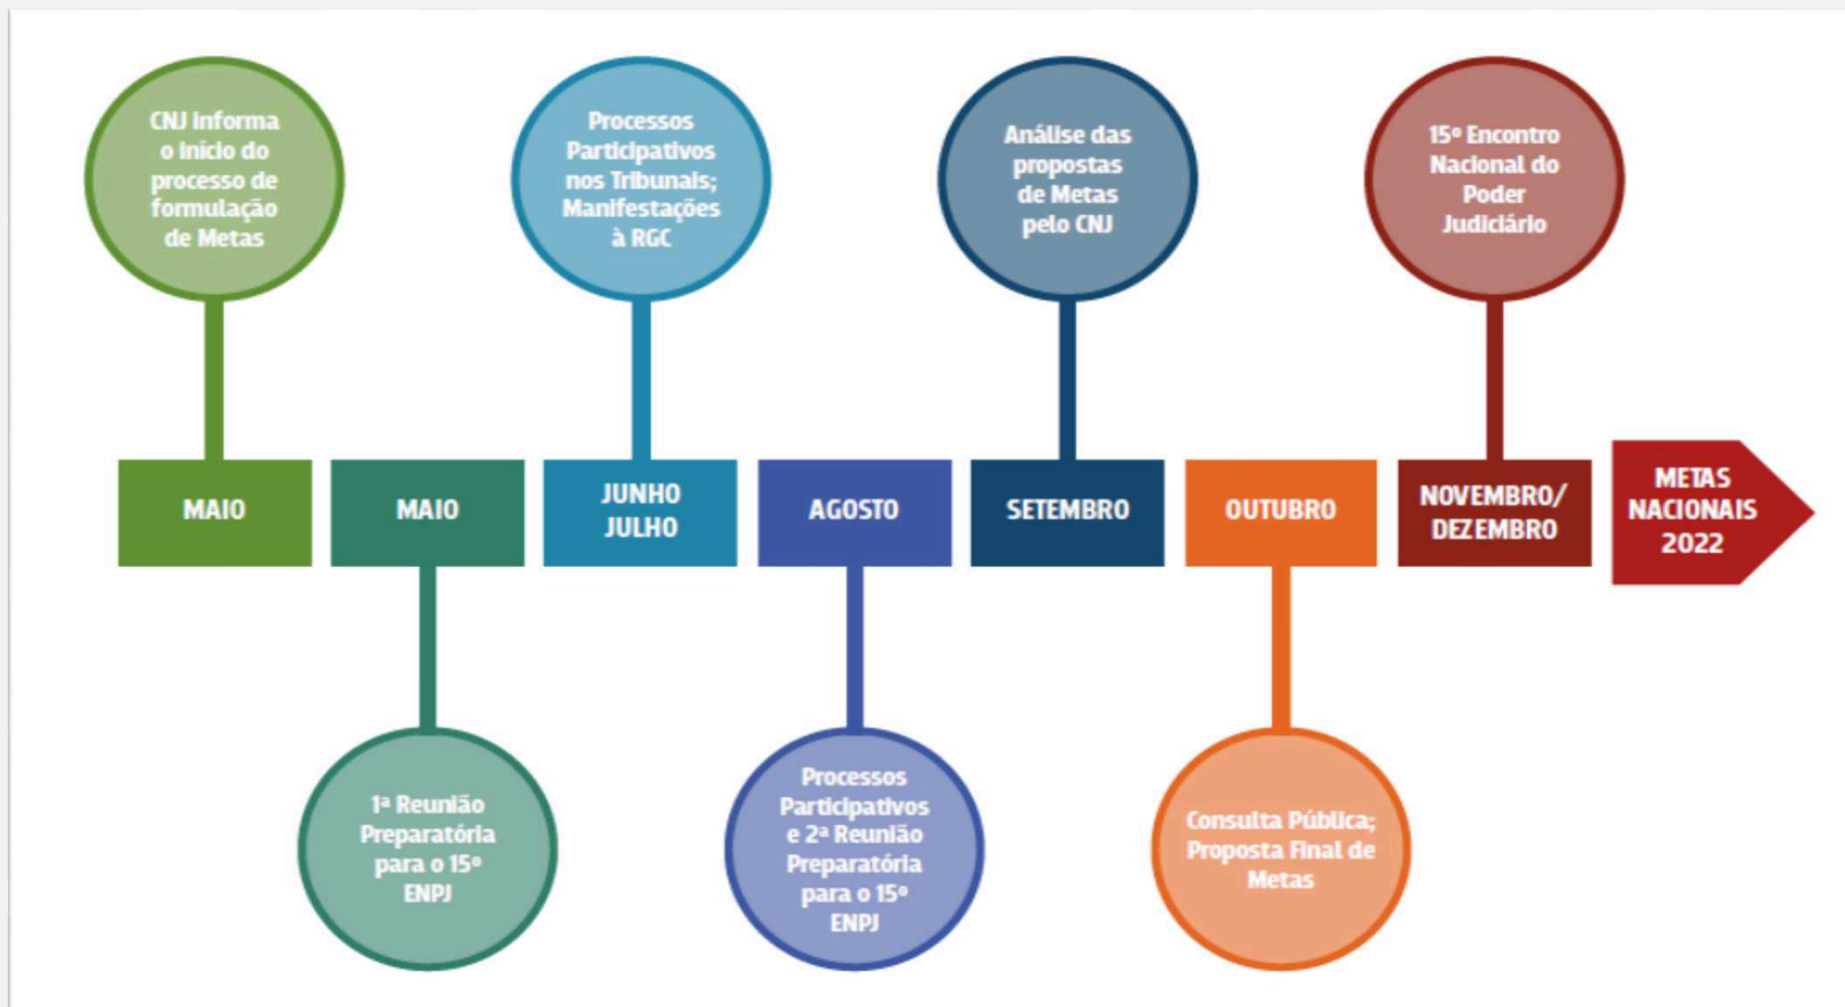 CNJ informa
o início do
processo de
formulação
de Metas
Processos
Participativos
nos Tribunais;
Manifestações
à RGC
Análise das
propostas
de Metas
pelo CNJ
15º Encontro
Nacional do
Poder
Judiciário
MAIO
MAIO
JUNHO
JULHO
AGOSTO
SETEMBRO
OUTUBRO
NOVEMBRO/
DEZEMBRO
METAS
NACIONAIS
2022
1ª Reunião
Preparatória
para o 15º
ENPJ
Processos
Participativos
e 2ª Reunião
Preparatória
para o 15º
ENPJ
Consulta Pública;
Proposta Final de
Metas